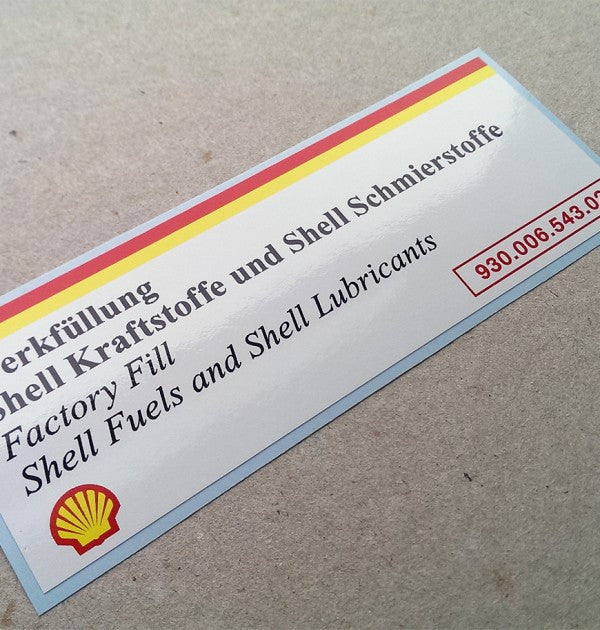 erkfüllung
Shell Kraftstoffe und Shell Schmierstoffe
Factory Fill
Shell Fuels and Shell Lubricants
930.006.543.0